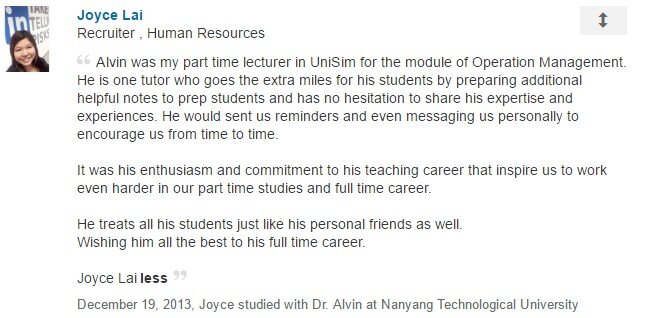 in
TAKE
INTELL
RISKS
Joyce Lai
Recruiter , Human Resources
“ Alvin was my part time lecturer in UniSim for the module of Operation Management.
He is one tutor who goes the extra miles for his students by preparing additional
helpful notes to prep students and has no hesitation to share his expertise and
experiences. He would sent us reminders and even messaging us personally to
encourage us from time to time.
It was his enthusiasm and commitment to his teaching career that inspire us to work
even harder in our part time studies and full time career.
He treats all his students just like his personal friends as well.
Wishing him all the best to his full time career.
Joyce Lai less ”
December 19, 2013, Joyce studied with Dr. Alvin at Nanyang Technological University